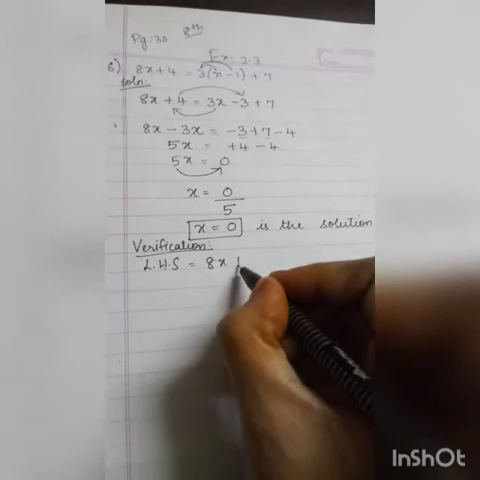 Pg:30 8th
Ex: 2.3
6) 8x+4 = 3(x-1)+7
Soln:
8x+4 = 3x-3+7
8x-3x = -3+7-4
5x = +4-4
5x = 0
x = 0/5
x = 0 is the solution
Verification:
L.H.S = 8x
InShOt